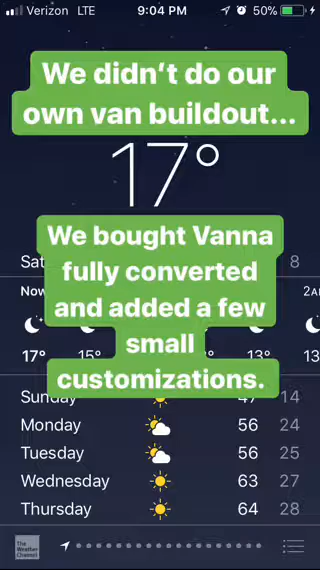 Verizon LTE 9:04 PM 50%
We didn't do our
own van buildout...
17°
We bought Vanna
fully converted
and added a few
small
customizations.
8
Now 2AM
17° 15° 13° 13
Sunday 47 14
Monday 56 24
Tuesday 56 25
Wednesday 63 27
Thursday 64 28
The
Weather
Channel